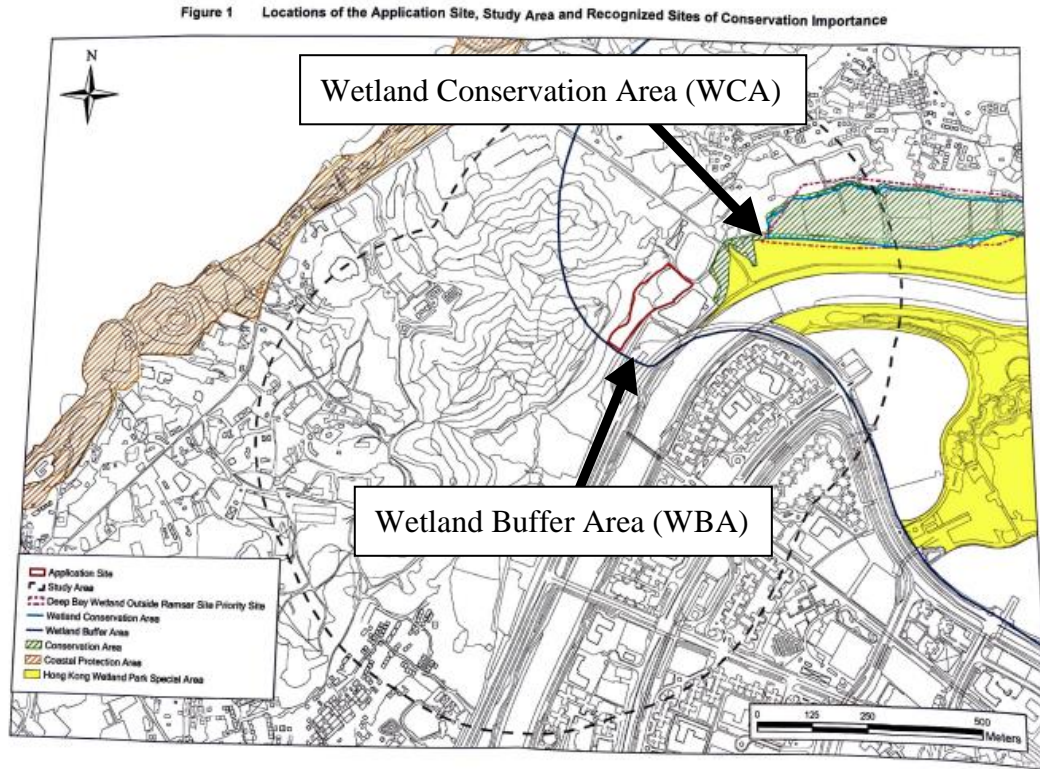 Figure 1 Locations of the Application Site, Study Area and Recognized Sites of Conservation Importance
N
Wetland Conservation Area (WCA)
Wetland Buffer Area (WBA)
Application Site
Study Area
Deep Bay Wetland Outside Ramsar Site Priority Site
Wetland Conservation Area
Wetland Buffer Area
Conservation Area
Coastal Protection Area
Hong Kong Wetland Park Special Area
0 125 250 500
Meters